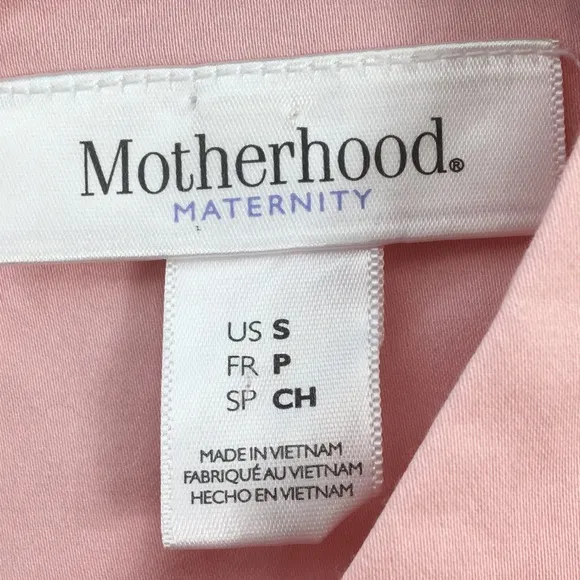 Motherhood®
MATERNITY
US S
FR P
SP CH
MADE IN VIETNAM
FABRIQUÉ AU VIETNAM
HECHO EN VIETNAM